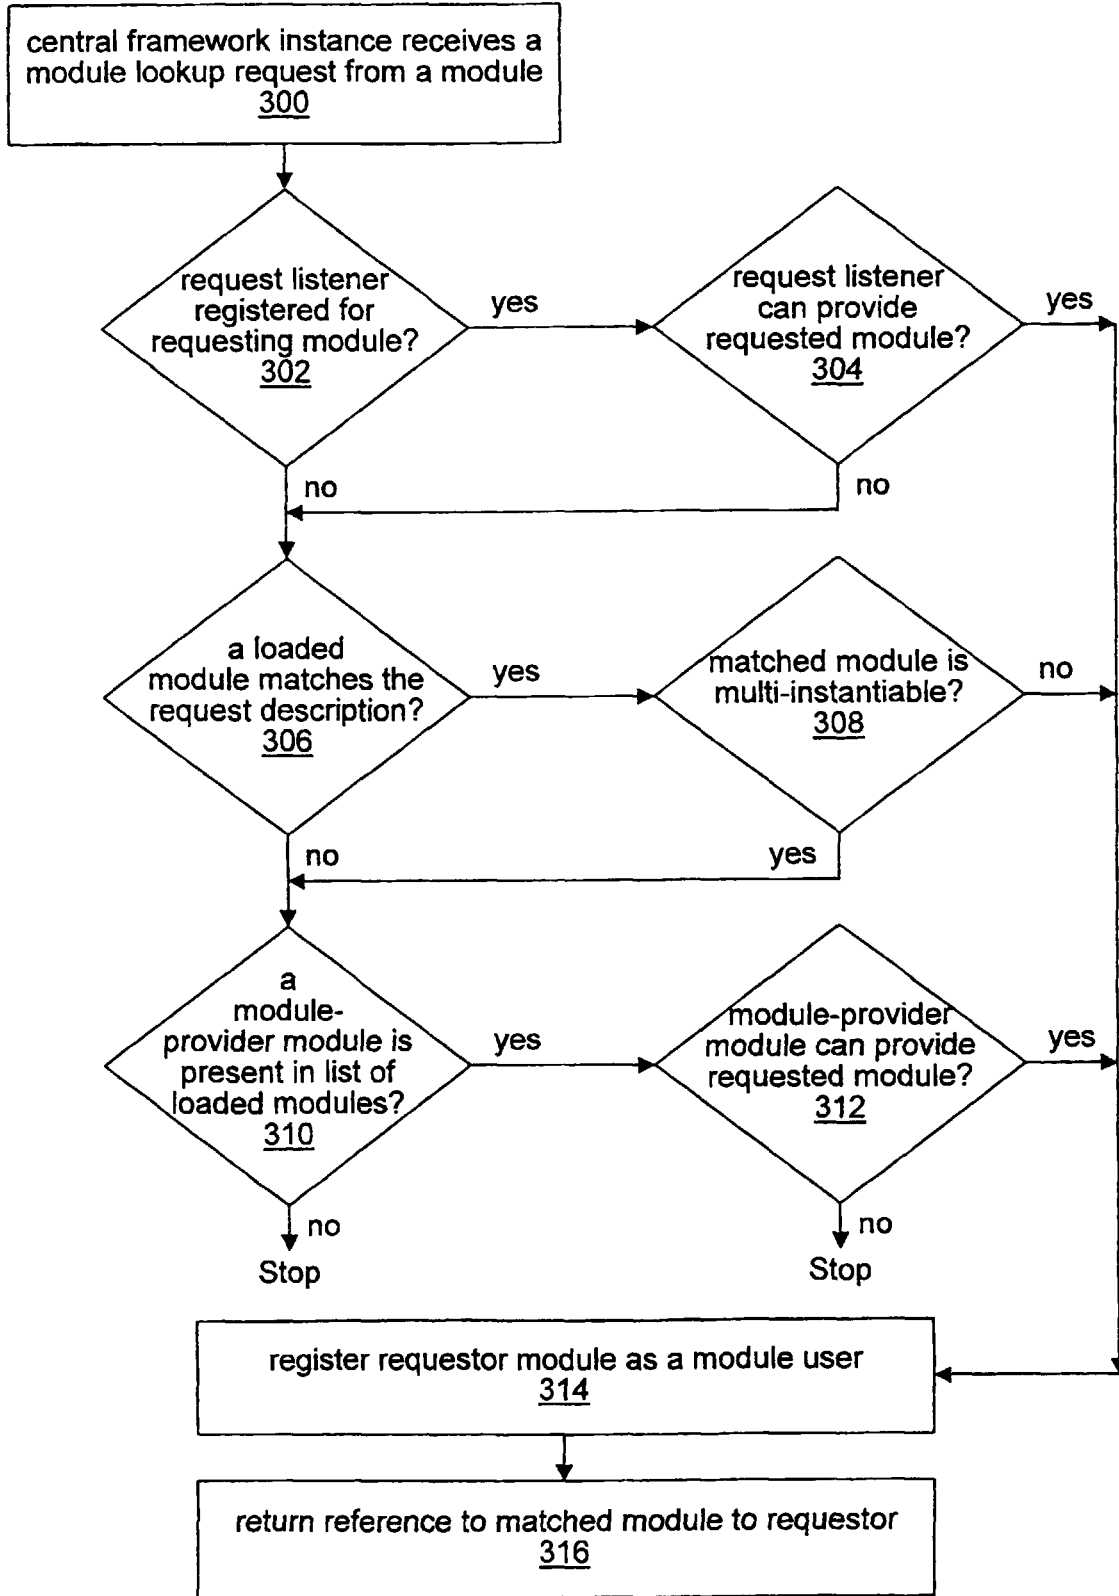 central framework instance receives a
module lookup request from a module
300
request listener
registered for
requesting module?
302
yes
request listener
can provide
requested module?
304
yes
no
no
a loaded
module matches the
request description?
306
yes
matched module is
multi-instantiable?
308
no
no
yes
a
module-
provider module is
present in list of
loaded modules?
310
yes
module-provider
module can provide
requested module?
312
yes
no
Stop
no
Stop
register requestor module as a module user
314
return reference to matched module to requestor
316